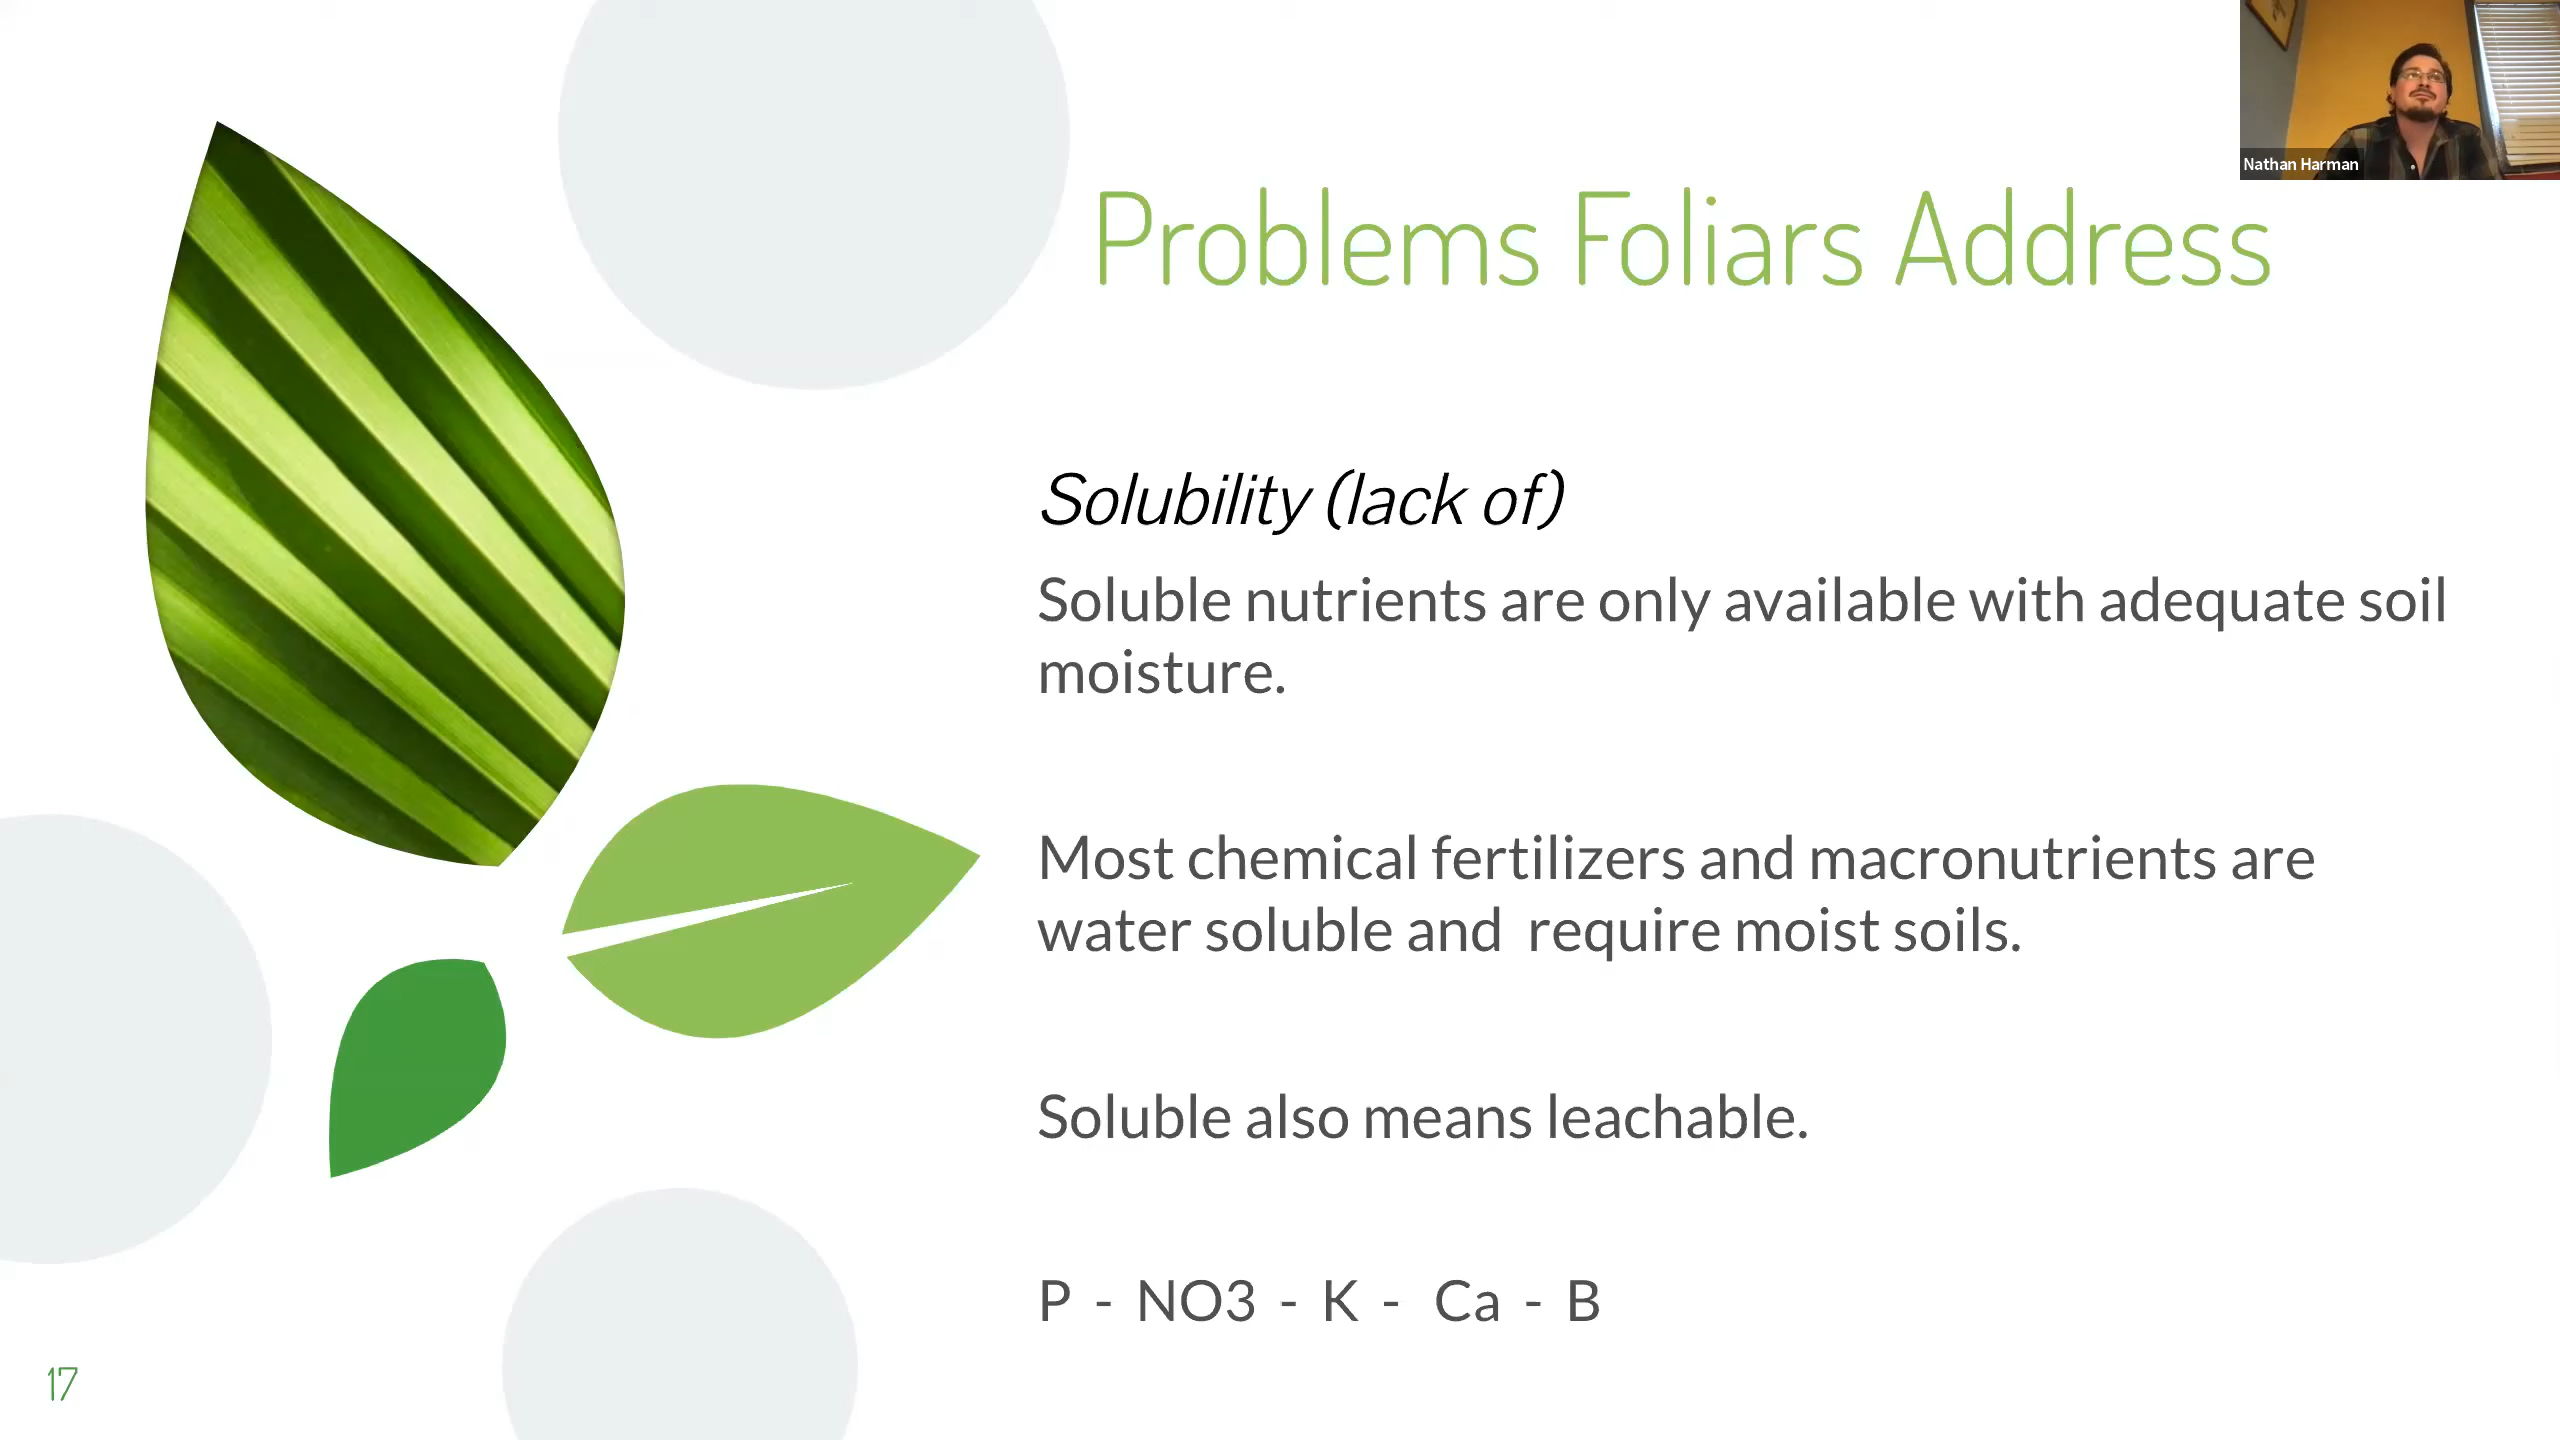 Nathan Harman
Problems Foliars Address
Solubility (lack of)
Soluble nutrients are only available with adequate soil
moisture.
Most chemical fertilizers and macronutrients are
water soluble and  require moist soils.
Soluble also means leachable.
P - NO3 - K -  Ca - B
17